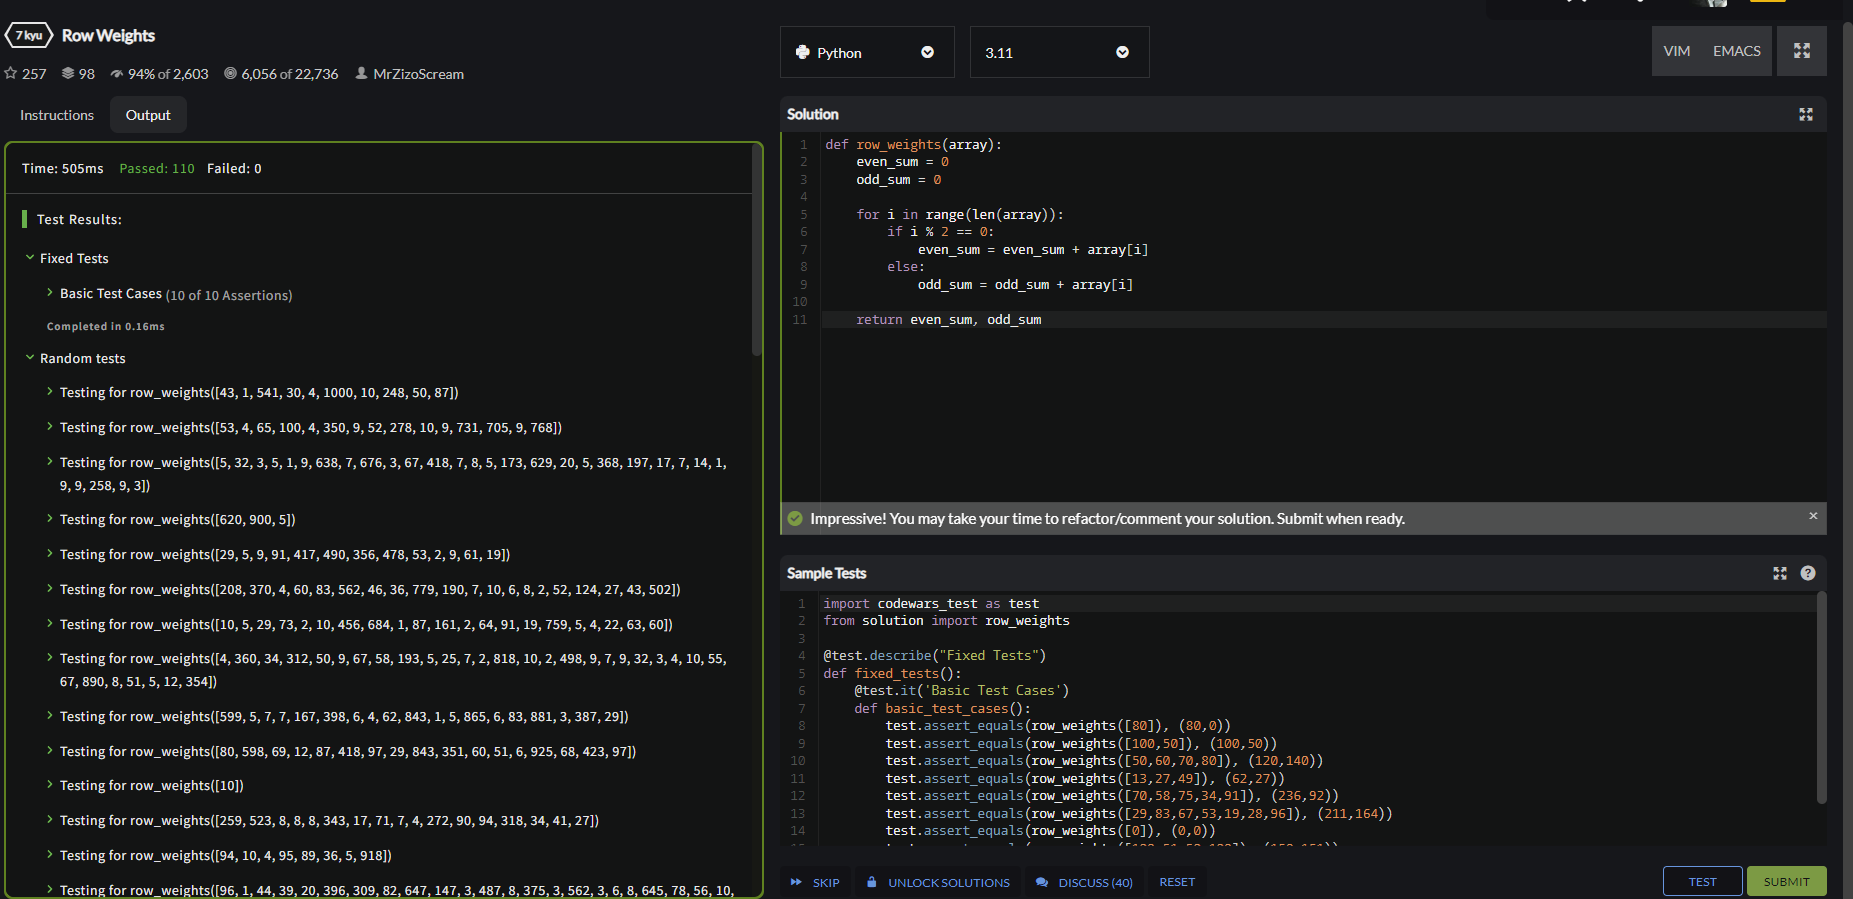 7 kyu Row Weights
257 98 94% of 2,603 6,056 of 22,736 MrZizoScream
Instructions Output
Time: 505ms Passed: 110 Failed: 0
Test Results:
Fixed Tests
Basic Test Cases (10 of 10 Assertions)
Completed in 0.16ms
Random tests
Testing for row_weights([43, 1, 541, 30, 4, 1000, 10, 248, 50, 87])
Testing for row_weights([53, 4, 65, 100, 4, 350, 9, 52, 278, 10, 9, 731, 705, 9, 768])
Testing for row_weights([5, 32, 3, 5, 1, 9, 638, 7, 676, 3, 67, 418, 7, 8, 5, 173, 629, 20, 5, 368, 197, 17, 7, 14, 1,
9, 9, 258, 9, 3])
Testing for row_weights([620, 900, 5])
Testing for row_weights([29, 5, 9, 91, 417, 490, 356, 478, 53, 2, 9, 61, 19])
Testing for row_weights([208, 370, 4, 60, 83, 562, 46, 36, 779, 190, 7, 10, 6, 8, 2, 52, 124, 27, 43, 502])
Testing for row_weights([10, 5, 29, 73, 2, 10, 456, 684, 1, 87, 161, 2, 64, 91, 19, 759, 5, 4, 22, 63, 60])
Testing for row_weights([4, 360, 34, 312, 50, 9, 67, 58, 193, 5, 25, 7, 2, 818, 10, 2, 498, 9, 7, 9, 32, 3, 4, 10, 55,
67, 890, 8, 51, 5, 12, 354])
Testing for row_weights([599, 5, 7, 7, 167, 398, 6, 4, 62, 843, 1, 5, 865, 6, 83, 881, 3, 387, 29])
Testing for row_weights([80, 598, 69, 12, 87, 418, 97, 29, 843, 351, 60, 51, 6, 925, 68, 423, 97])
Testing for row_weights([10])
Testing for row_weights([259, 523, 8, 8, 8, 343, 17, 71, 7, 4, 272, 90, 94, 318, 34, 41, 27])
Testing for row_weights([94, 10, 4, 95, 89, 36, 5, 918])
Testing for row_weights([96, 1, 44, 39, 20, 396, 309, 82, 647, 147, 3, 487, 8, 375, 3, 562, 3, 6, 8, 645, 78, 56, 10,
Python 3.11 VIM EMACS
Solution
1 def row_weights(array):
2 even_sum = 0
3 odd_sum = 0
4
5 for i in range(len(array)):
6 if i % 2 == 0:
7 even_sum = even_sum + array[i]
8 else:
9 odd_sum = odd_sum + array[i]
10
11 return even_sum, odd_sum
Impressive! You may take your time to refactor/comment your solution. Submit when ready. ×
Sample Tests ?
1 import codewars_test as test
2 from solution import row_weights
3
4 @test.describe("Fixed Tests")
5 def fixed_tests():
6 @test.it('Basic Test Cases')
7 def basic_test_cases():
8 test.assert_equals(row_weights([80]), (80,0))
9 test.assert_equals(row_weights([100,50]), (100,50))
10 test.assert_equals(row_weights([50,60,70,80]), (120,140))
11 test.assert_equals(row_weights([13,27,49]), (62,27))
12 test.assert_equals(row_weights([70,58,75,34,91]), (236,92))
13 test.assert_equals(row_weights([29,83,67,53,19,28,96]), (211,164))
14 test.assert_equals(row_weights([0]), (0,0))
SKIP UNLOCK SOLUTIONS DISCUSS (40) RESET TEST SUBMIT